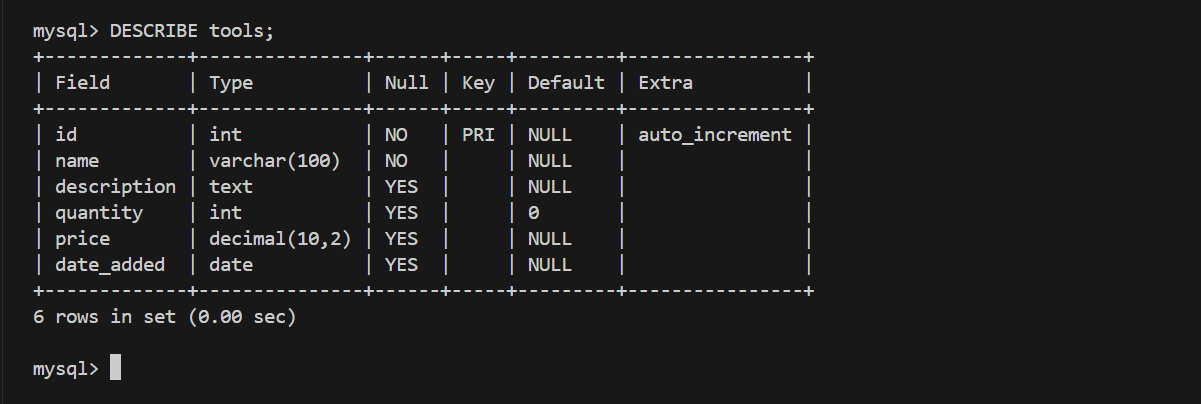 mysql> DESCRIBE tools;
+-------------+---------------+------+-----+---------+----------------+
| Field       | Type          | Null | Key | Default | Extra          |
+-------------+---------------+------+-----+---------+----------------+
| id          | int           | NO   | PRI | NULL    | auto_increment |
| name        | varchar(100)  | NO   |     | NULL    |                |
| description | text          | YES  |     | NULL    |                |
| quantity    | int           | YES  |     | 0       |                |
| price       | decimal(10,2) | YES  |     | NULL    |                |
| date_added  | date          | YES  |     | NULL    |                |
+-------------+---------------+------+-----+---------+----------------+
6 rows in set (0.00 sec)
mysql>